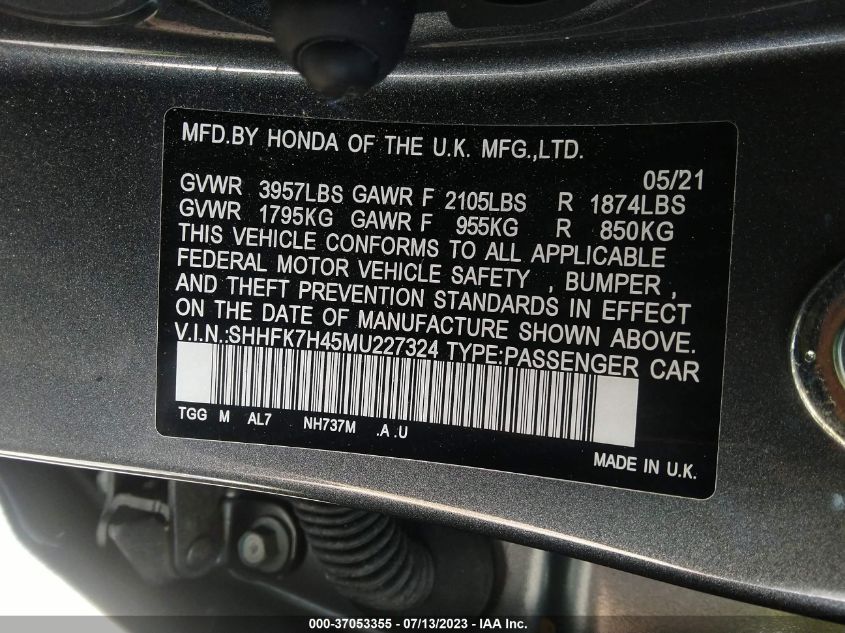 MFD.BY HONDA OF THE U.K. MFG.,LTD.
05/21
GVWR 3957LBS GAWR F 2105LBS R 1874LBS
GVWR 1795KG GAWR F 955KG R 850KG
THIS VEHICLE CONFORMS TO ALL APPLICABLE
FEDERAL MOTOR VEHICLE SAFETY , BUMPER ,
AND THEFT PREVENTION STANDARDS IN EFFECT
ON THE DATE OF MANUFACTURE SHOWN ABOVE.
V.I.N.:SHHFK7H45MU227324 TYPE:PASSENGER CAR
TGG M AL7 NH737M .A .U
MADE IN U.K.
000-37053355 - 07/13/2023 - IAA Inc.